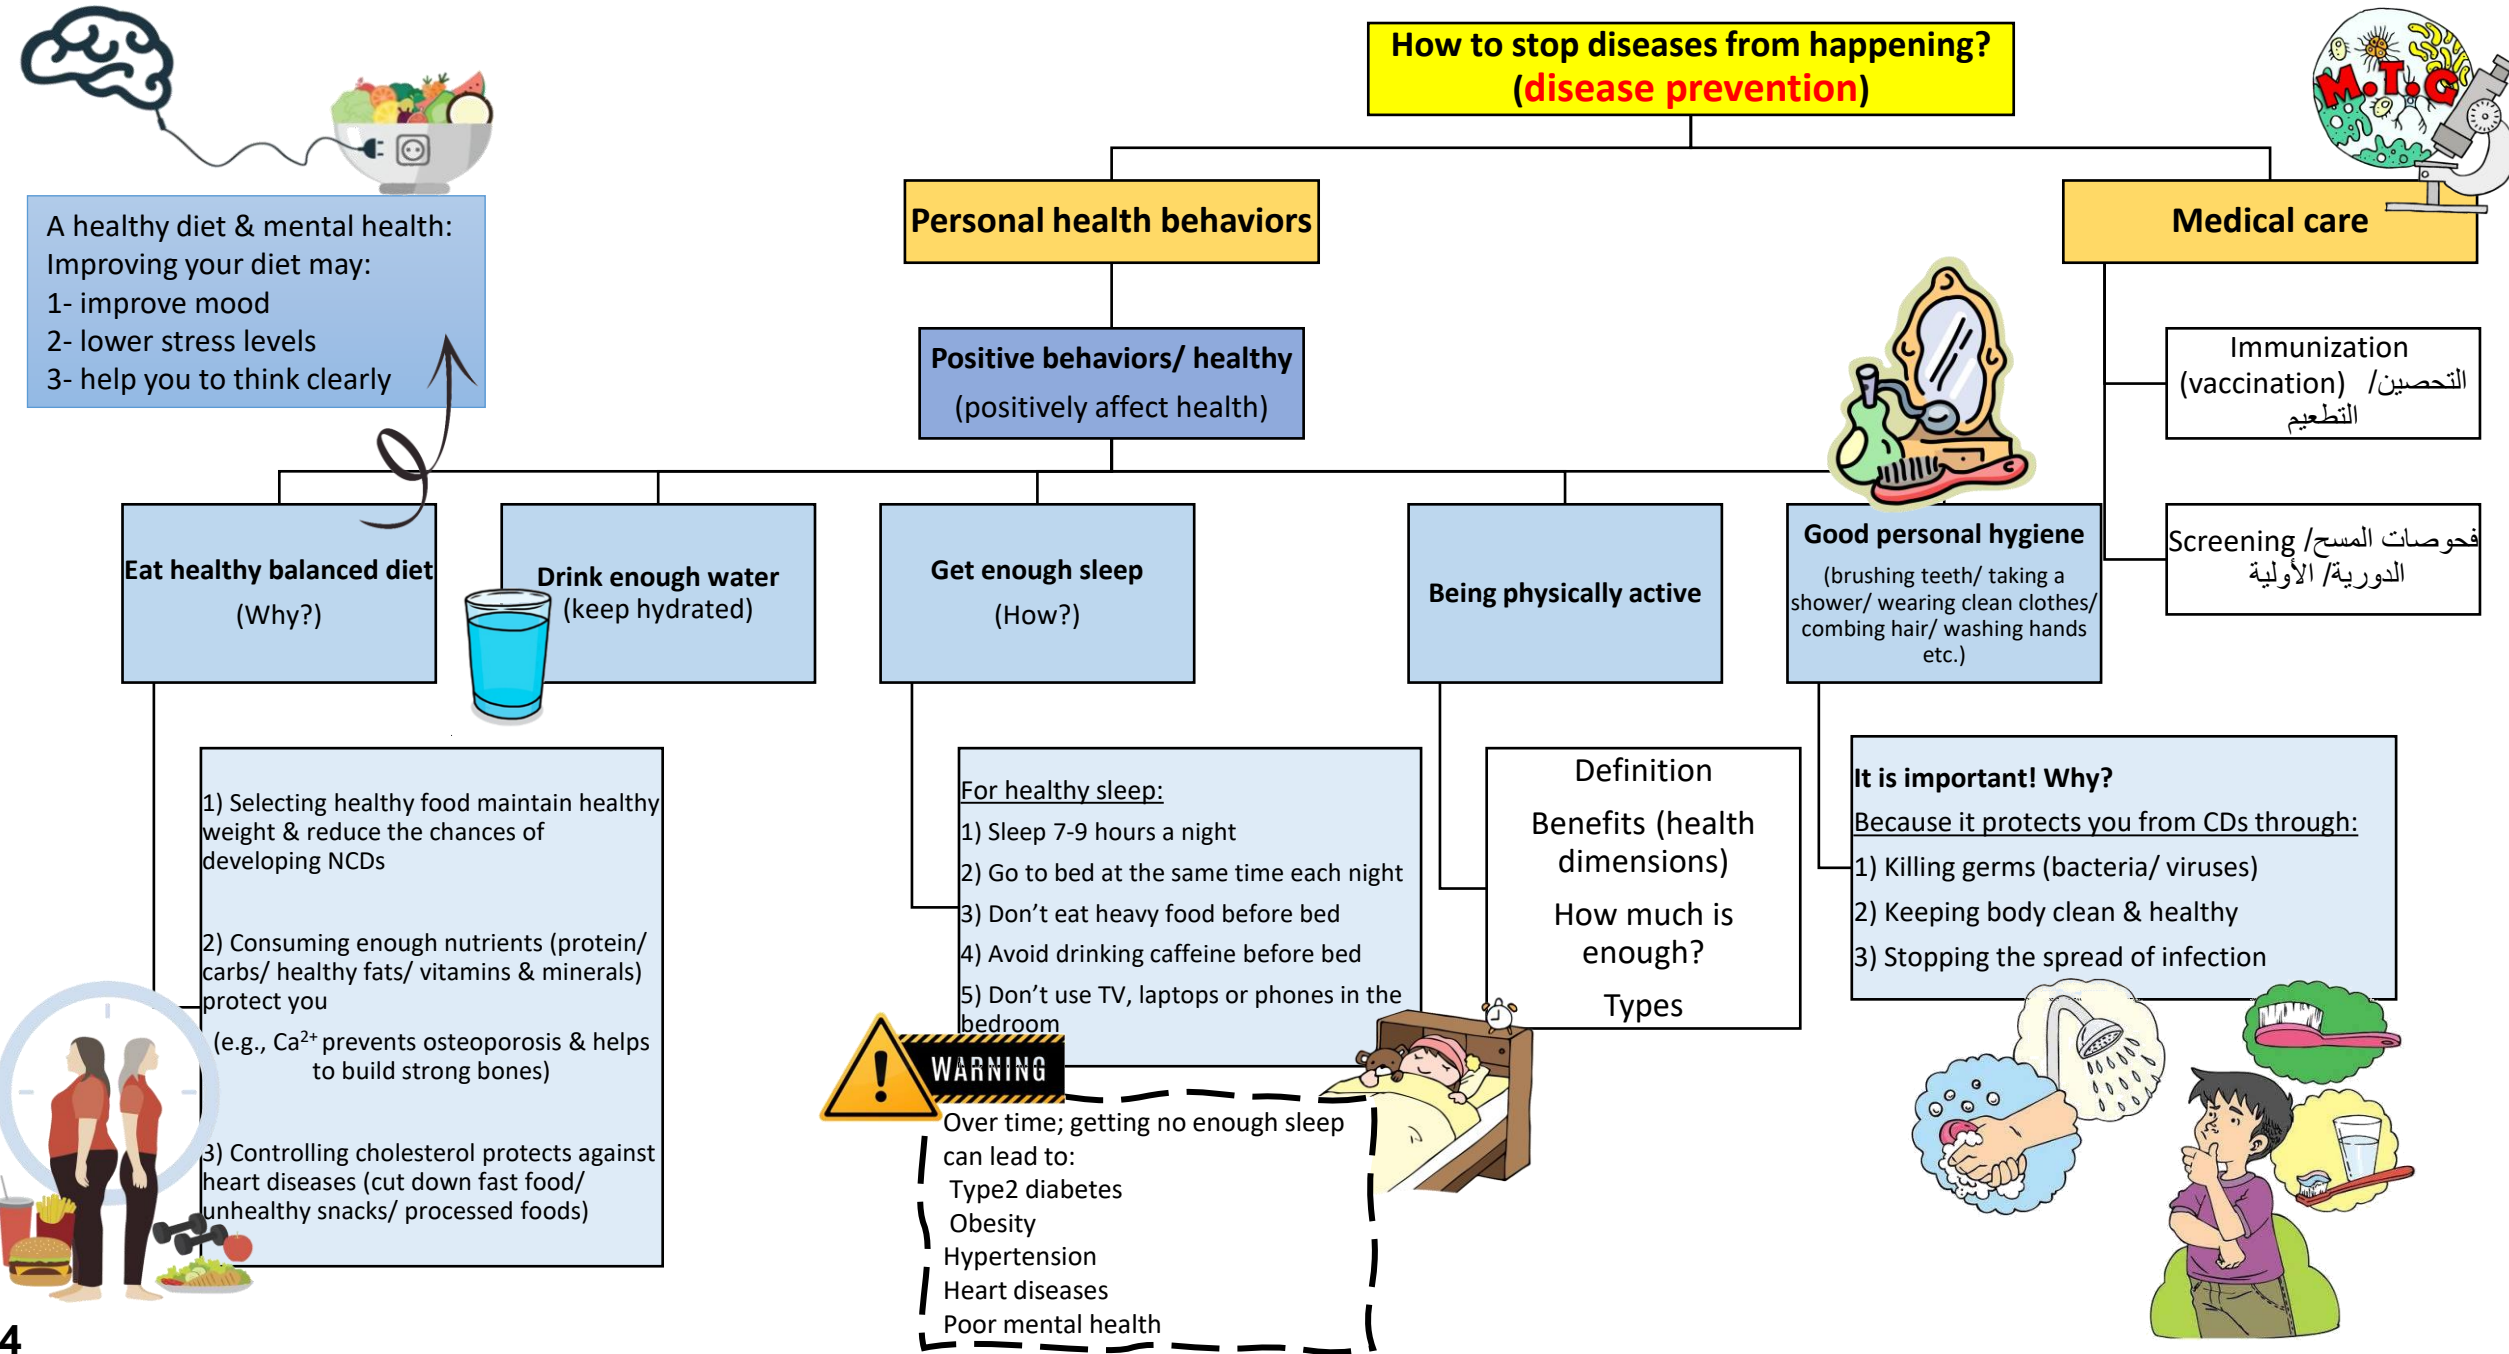 How to stop diseases from happening?
(disease prevention)
M.T.G
A healthy diet & mental health:
Improving your diet may:
1- improve mood
2- lower stress levels
3- help you to think clearly
Personal health behaviors
Medical care
Positive behaviors/ healthy
(positively affect health)
Immunization
(vaccination) التحصين/
التطعيم
Screening /فحوصات المسح
الدورية/ الأولية
Eat healthy balanced diet
(Why?)
Drink enough water
(keep hydrated)
Get enough sleep
(How?)
Being physically active
Good personal hygiene
(brushing teeth/ taking a
shower/ wearing clean clothes/
combing hair/ washing hands
etc.)
1) Selecting healthy food maintain healthy
weight & reduce the chances of
developing NCDs
2) Consuming enough nutrients (protein/
carbs/ healthy fats/ vitamins & minerals)
protect you
(e.g., Ca²⁺ prevents osteoporosis & helps
to build strong bones)
3) Controlling cholesterol protects against
heart diseases (cut down fast food/
unhealthy snacks/ processed foods)
For healthy sleep:
1) Sleep 7-9 hours a night
2) Go to bed at the same time each night
3) Don't eat heavy food before bed
4) Avoid drinking caffeine before bed
5) Don't use TV, laptops or phones in the
bedroom
WARNING
Over time; getting no enough sleep
can lead to:
Type2 diabetes
Obesity
Hypertension
Heart diseases
Poor mental health
Definition
Benefits (health
dimensions)
How much is
enough?
Types
It is important! Why?
Because it protects you from CDs through:
1) Killing germs (bacteria/ viruses)
2) Keeping body clean & healthy
3) Stopping the spread of infection
4